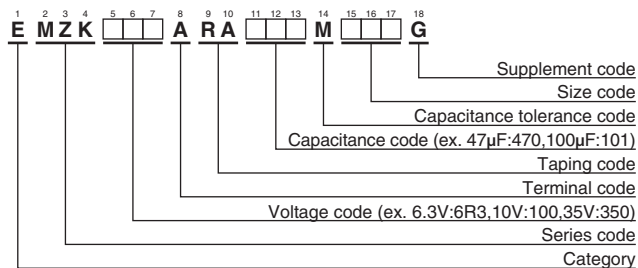 1 2 3 4 5 6 7 8 9 10 11 12 13 14 15 16 17 18
E M Z K A R A M G
Supplement code
Size code
Capacitance tolerance code
Capacitance code (ex. 47μF:470,100μF:101)
Taping code
Terminal code
Voltage code (ex. 6.3V:6R3,10V:100,35V:350)
Series code
Category